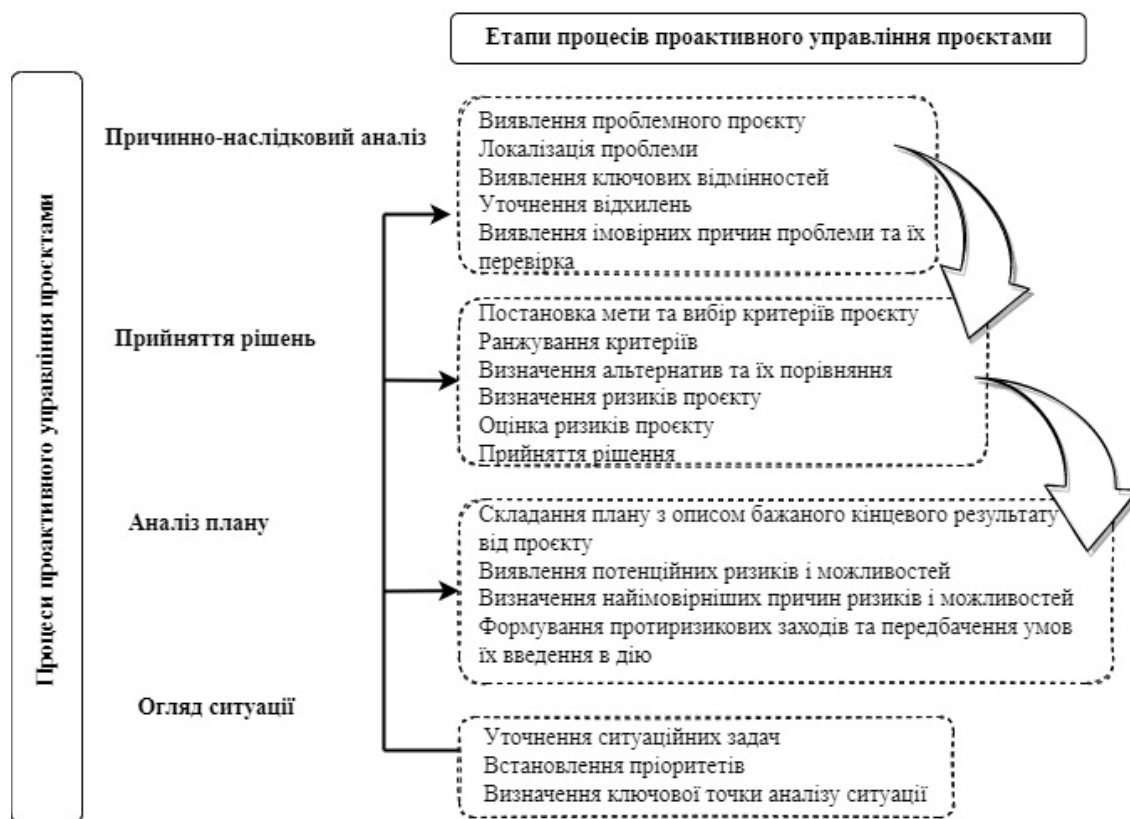 Етапи процесів проактивного управління проєктами
Процеси проактивного управління проєктами
Причинно-наслідковий аналіз
Виявлення проблемного проєкту
Локалізація проблеми
Виявлення ключових відмінностей
Уточнення відхилень
Виявлення імовірних причин проблеми та їх
перевірка
Прийняття рішень
Постановка мети та вибір критеріїв проєкту
Ранжування критеріїв
Визначення альтернатив та їх порівняння
Визначення ризиків проєкту
Оцінка ризиків проєкту
Прийняття рішення
Аналіз плану
Складання плану з описом бажаного кінцевого результату
від проєкту
Виявлення потенційних ризиків і можливостей
Визначення найімовірніших причин ризиків і можливостей
Формування протиризикових заходів та передбачення умов
їх введення в дію
Огляд ситуації
Уточнення ситуаційних задач
Встановлення пріоритетів
Визначення ключової точки аналізу ситуації